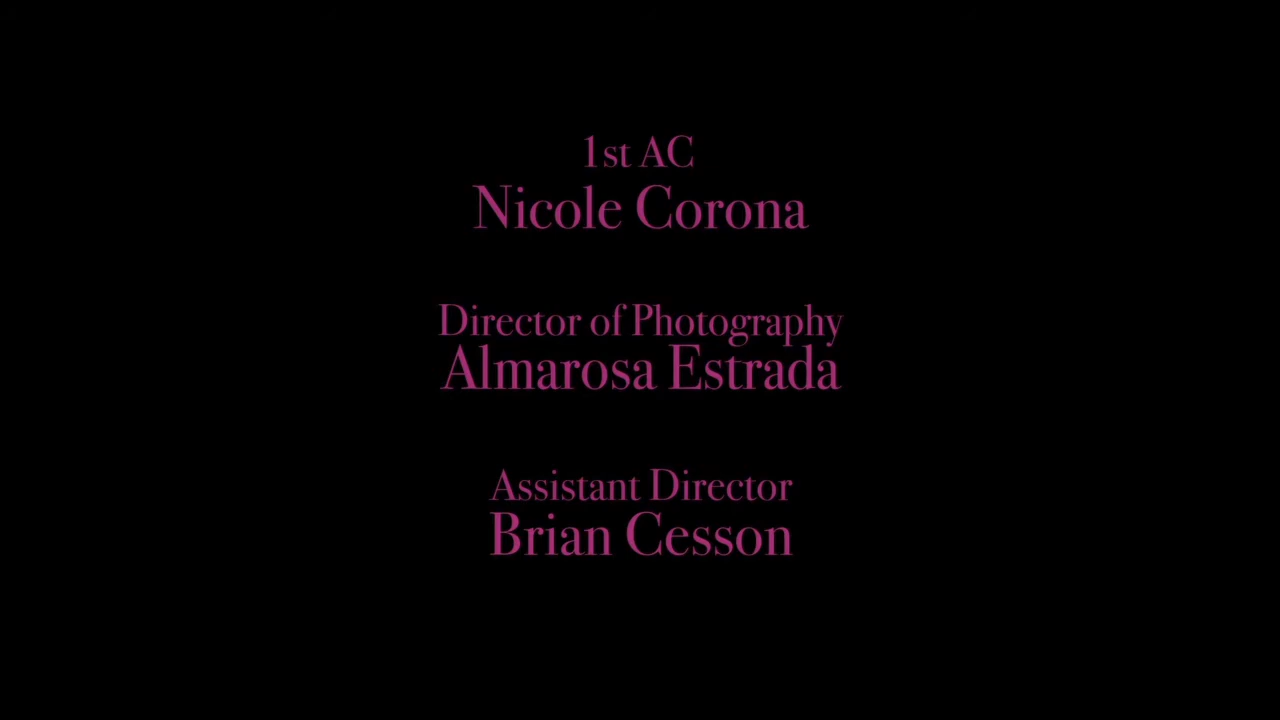 1st AC
Nicole Corona
Director of Photography
Almarosa Estrada
Assistant Director
Brian Cesson